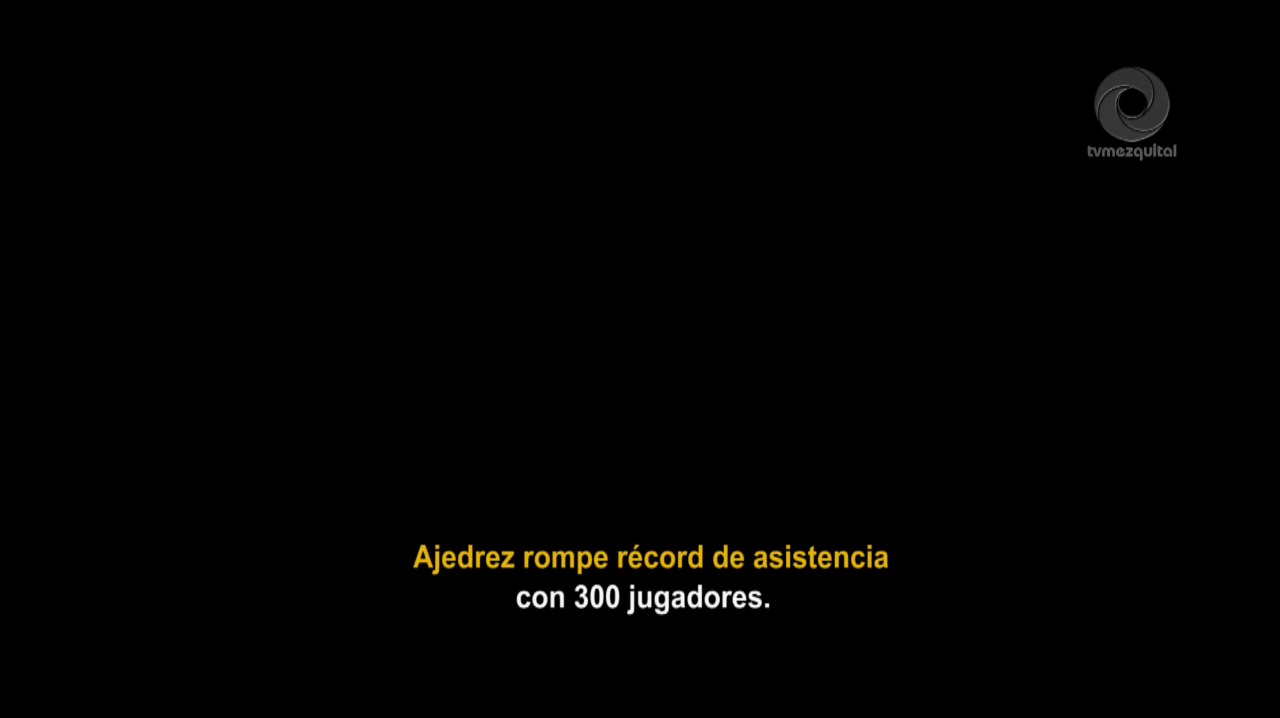 tvmezquital
Ajedrez rompe récord de asistencia
con 300 jugadores.